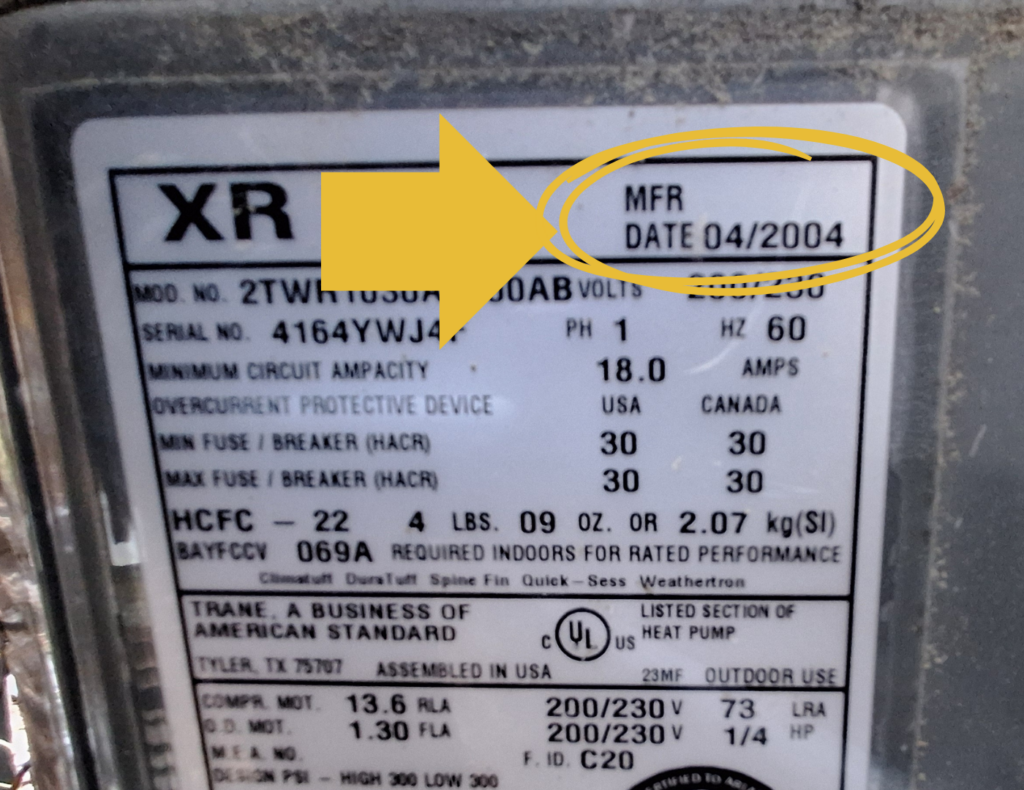 XR
MFR
DATE 04/2004
MOD. NO. VOLTS 200/230
SERIAL NO. PH 1 HZ 60
MINIMUM CIRCUIT AMPACITY 18.0 AMPS
OVERCURRENT PROTECTIVE DEVICE USA CANADA
MIN FUSE / BREAKER (HACR) 30 30
MAX FUSE / BREAKER (HACR) 30 30
HCFC - 22 4 LBS. 09 OZ. OR 2.07 kg(SI)
BAYFCCV 069A REQUIRED INDOORS FOR RATED PERFORMANCE
Climatuff DuraTuff Spine Fin Quick-Sess Weathertron
TRANE, A BUSINESS OF
AMERICAN STANDARD
TYLER, TX 75707 ASSEMBLED IN USA
C UL US
LISTED SECTION OF
HEAT PUMP
23MF OUTDOOR USE
COMPR. MOT. 13.6 RLA 200/230 V 73 LRA
O.D. MOT. 1.30 FLA 200/230 V 1/4 HP
M.E.A. NO. F. ID. C20
DESIGN PSI - HIGH 300 LOW 300